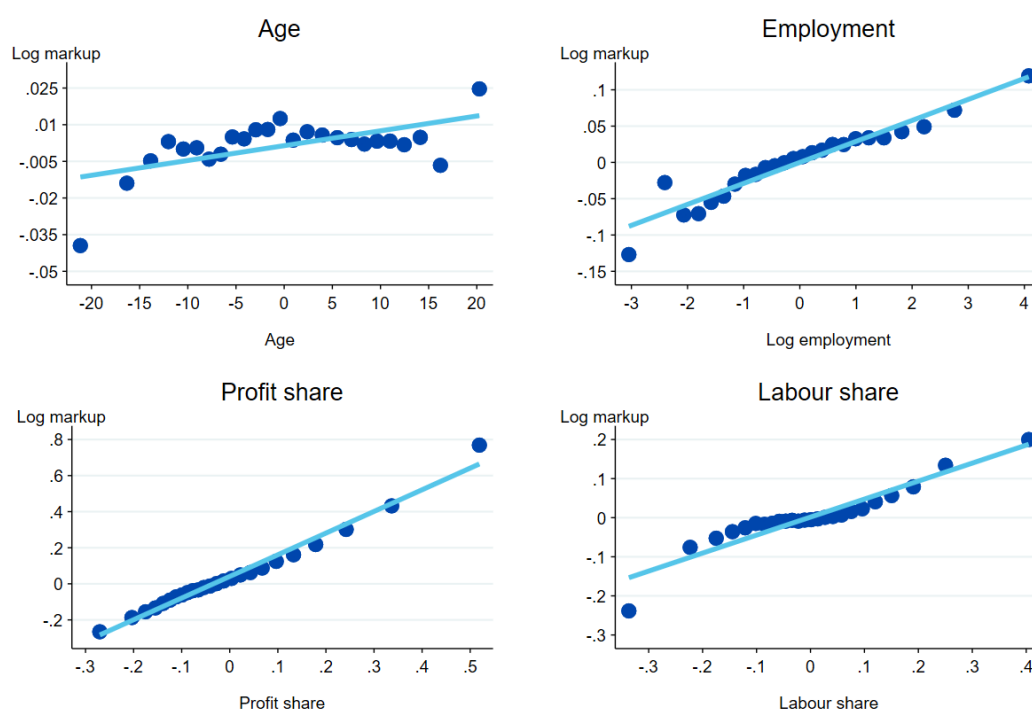 Age
Log markup
.025
.01
-.005
-.02
-.035
-.05
-20 -15 -10 -5 0 5 10 15 20
Age
Employment
Log markup
.1
.05
0
-.05
-.1
-.15
-3 -2 -1 0 1 2 3 4
Log employment
Profit share
Log markup
.8
.6
.4
.2
0
-.2
-.3 -.2 -.1 0 .1 .2 .3 .4 .5
Profit share
Labour share
Log markup
.2
.1
0
-.1
-.2
-.3
-.3 -.2 -.1 0 .1 .2 .3 .4
Labour share